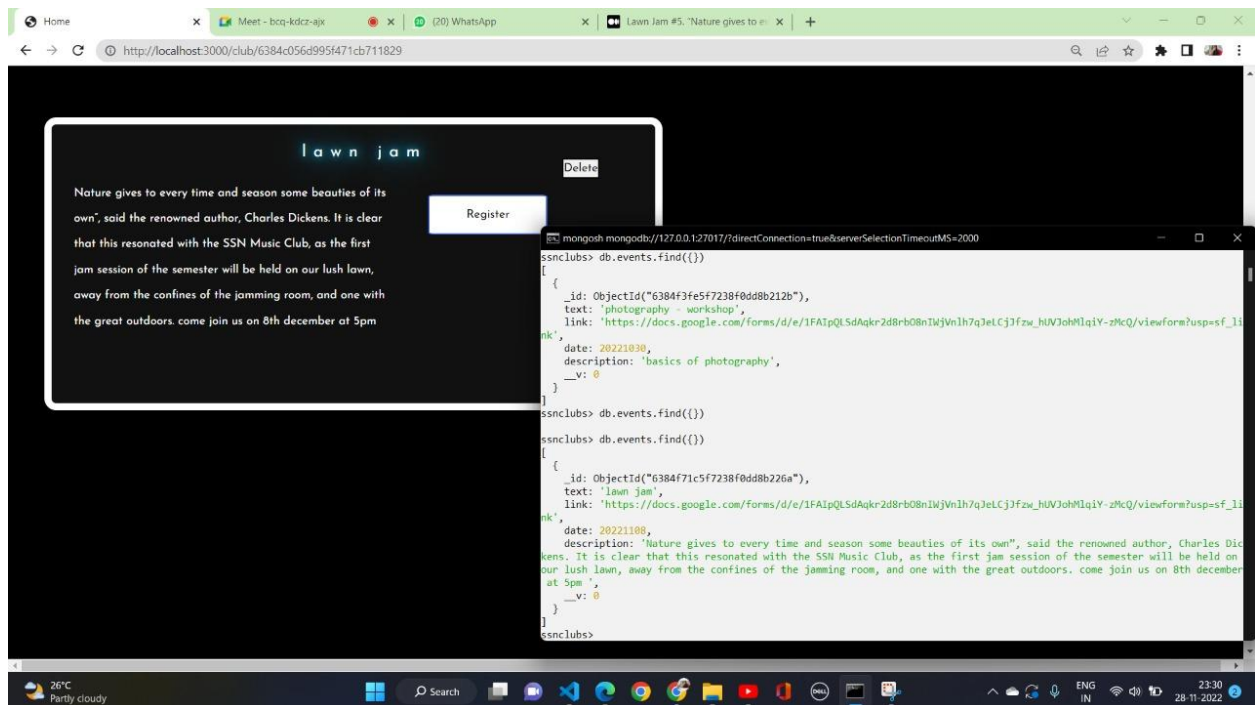 Home
Meet - bcq-kdcz-ajx
(20) WhatsApp
Lawn Jam #5. "Nature gives to e
http://localhost:3000/club/6384c056d995f471cb711829
lawn jam
Delete
Nature gives to every time and season some beauties of its
own", said the renowned author, Charles Dickens. It is clear
that this resonated with the SSN Music Club, as the first
jam session of the semester will be held on our lush lawn,
away from the confines of the jamming room, and one with
the great outdoors. come join us on 8th december at 5pm
Register
mongosh mongodb://127.0.0.1:27017/?directConnection=true&serverSelectionTimeoutMS=2000
ssnclubs> db.events.find({})
[
{
_id: ObjectId("6384f3fe5f7238f0dd8b212b"),
text: 'photography - workshop',
link: 'https://docs.google.com/forms/d/e/1FAIpQLSdAqkr2d8rbO8nIWjVnlh7qJeLCjJfzw_hUVJohMlqiY-zMcQ/viewform?usp=sf_li
nk',
date: 20221030,
description: 'basics of photography',
__v: 0
}
]
ssnclubs> db.events.find({})
ssnclubs> db.events.find({})
[
{
_id: ObjectId("6384f71c5f7238f0dd8b226a"),
text: 'lawn jam',
link: 'https://docs.google.com/forms/d/e/1FAIpQLSdAqkr2d8rbO8nIWjVnlh7qJeLCjJfzw_hUVJohMlqiY-zMcQ/viewform?usp=sf_li
nk',
date: 20221108,
description: 'Nature gives to every time and season some beauties of its own", said the renowned author, Charles Dic
kens. It is clear that this resonated with the SSN Music Club, as the first jam session of the semester will be held on
our lush lawn, away from the confines of the jamming room, and one with the great outdoors. come join us on 8th december
at 5pm ',
__v: 0
}
]
ssnclubs>
26°C
Partly cloudy
Search
DELL
ENG
IN
23:30
28-11-2022
2